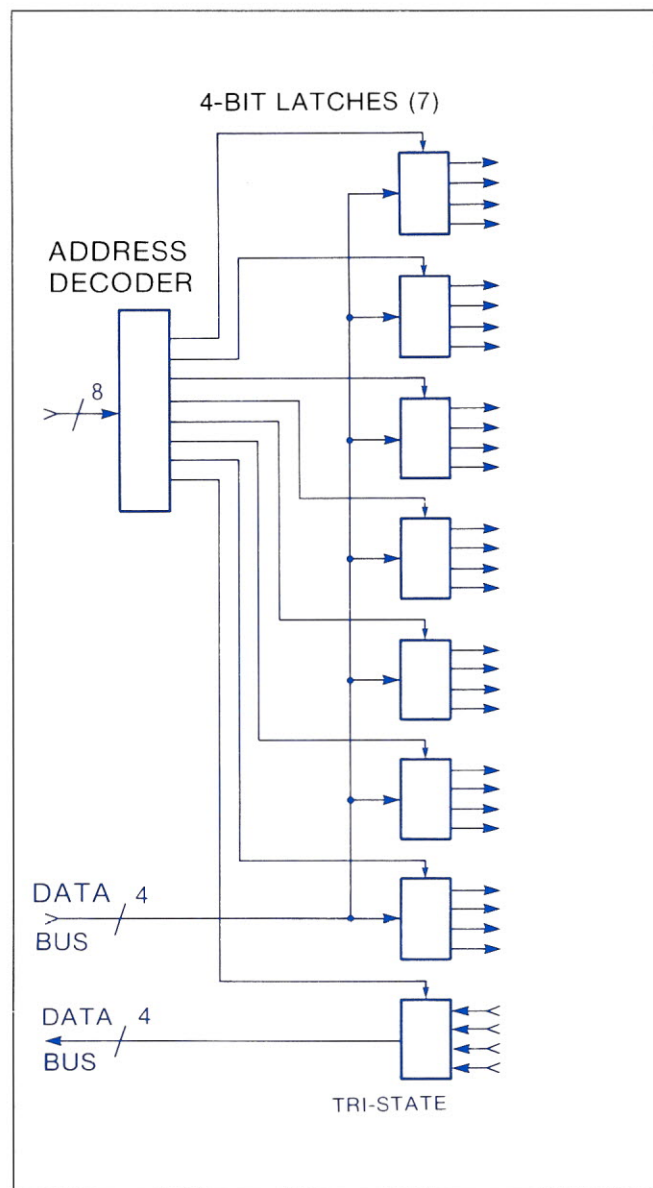 4-BIT LATCHES (7)
ADDRESS
DECODER
8
DATA 4
BUS
DATA 4
BUS
TRI-STATE